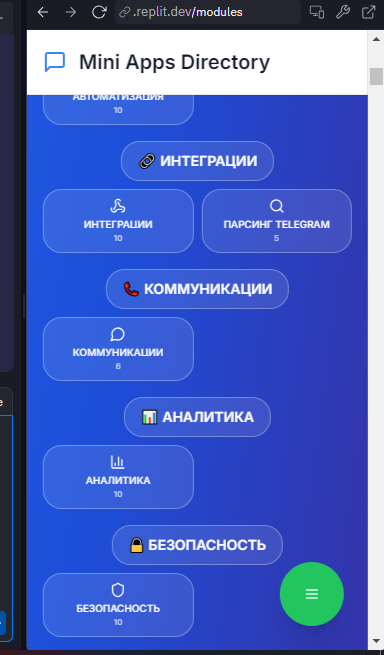 .replit.dev/modules
Mini Apps Directory
АВТОМАТИЗАЦИЯ
10
🔗 ИНТЕГРАЦИИ
ИНТЕГРАЦИИ
10
ПАРСИНГ TELEGRAM
5
📞 КОММУНИКАЦИИ
КОММУНИКАЦИИ
6
📊 АНАЛИТИКА
АНАЛИТИКА
10
🔒 БЕЗОПАСНОСТЬ
БЕЗОПАСНОСТЬ
10